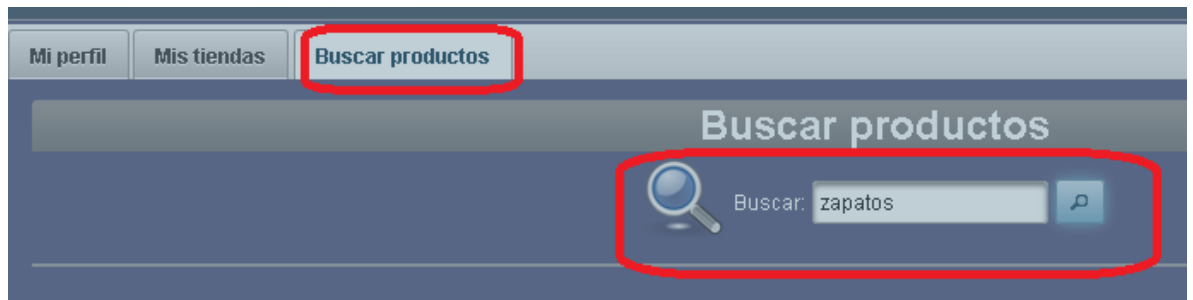 Mi perfil Mis tiendas Buscar productos
Buscar productos
Buscar: zapatos